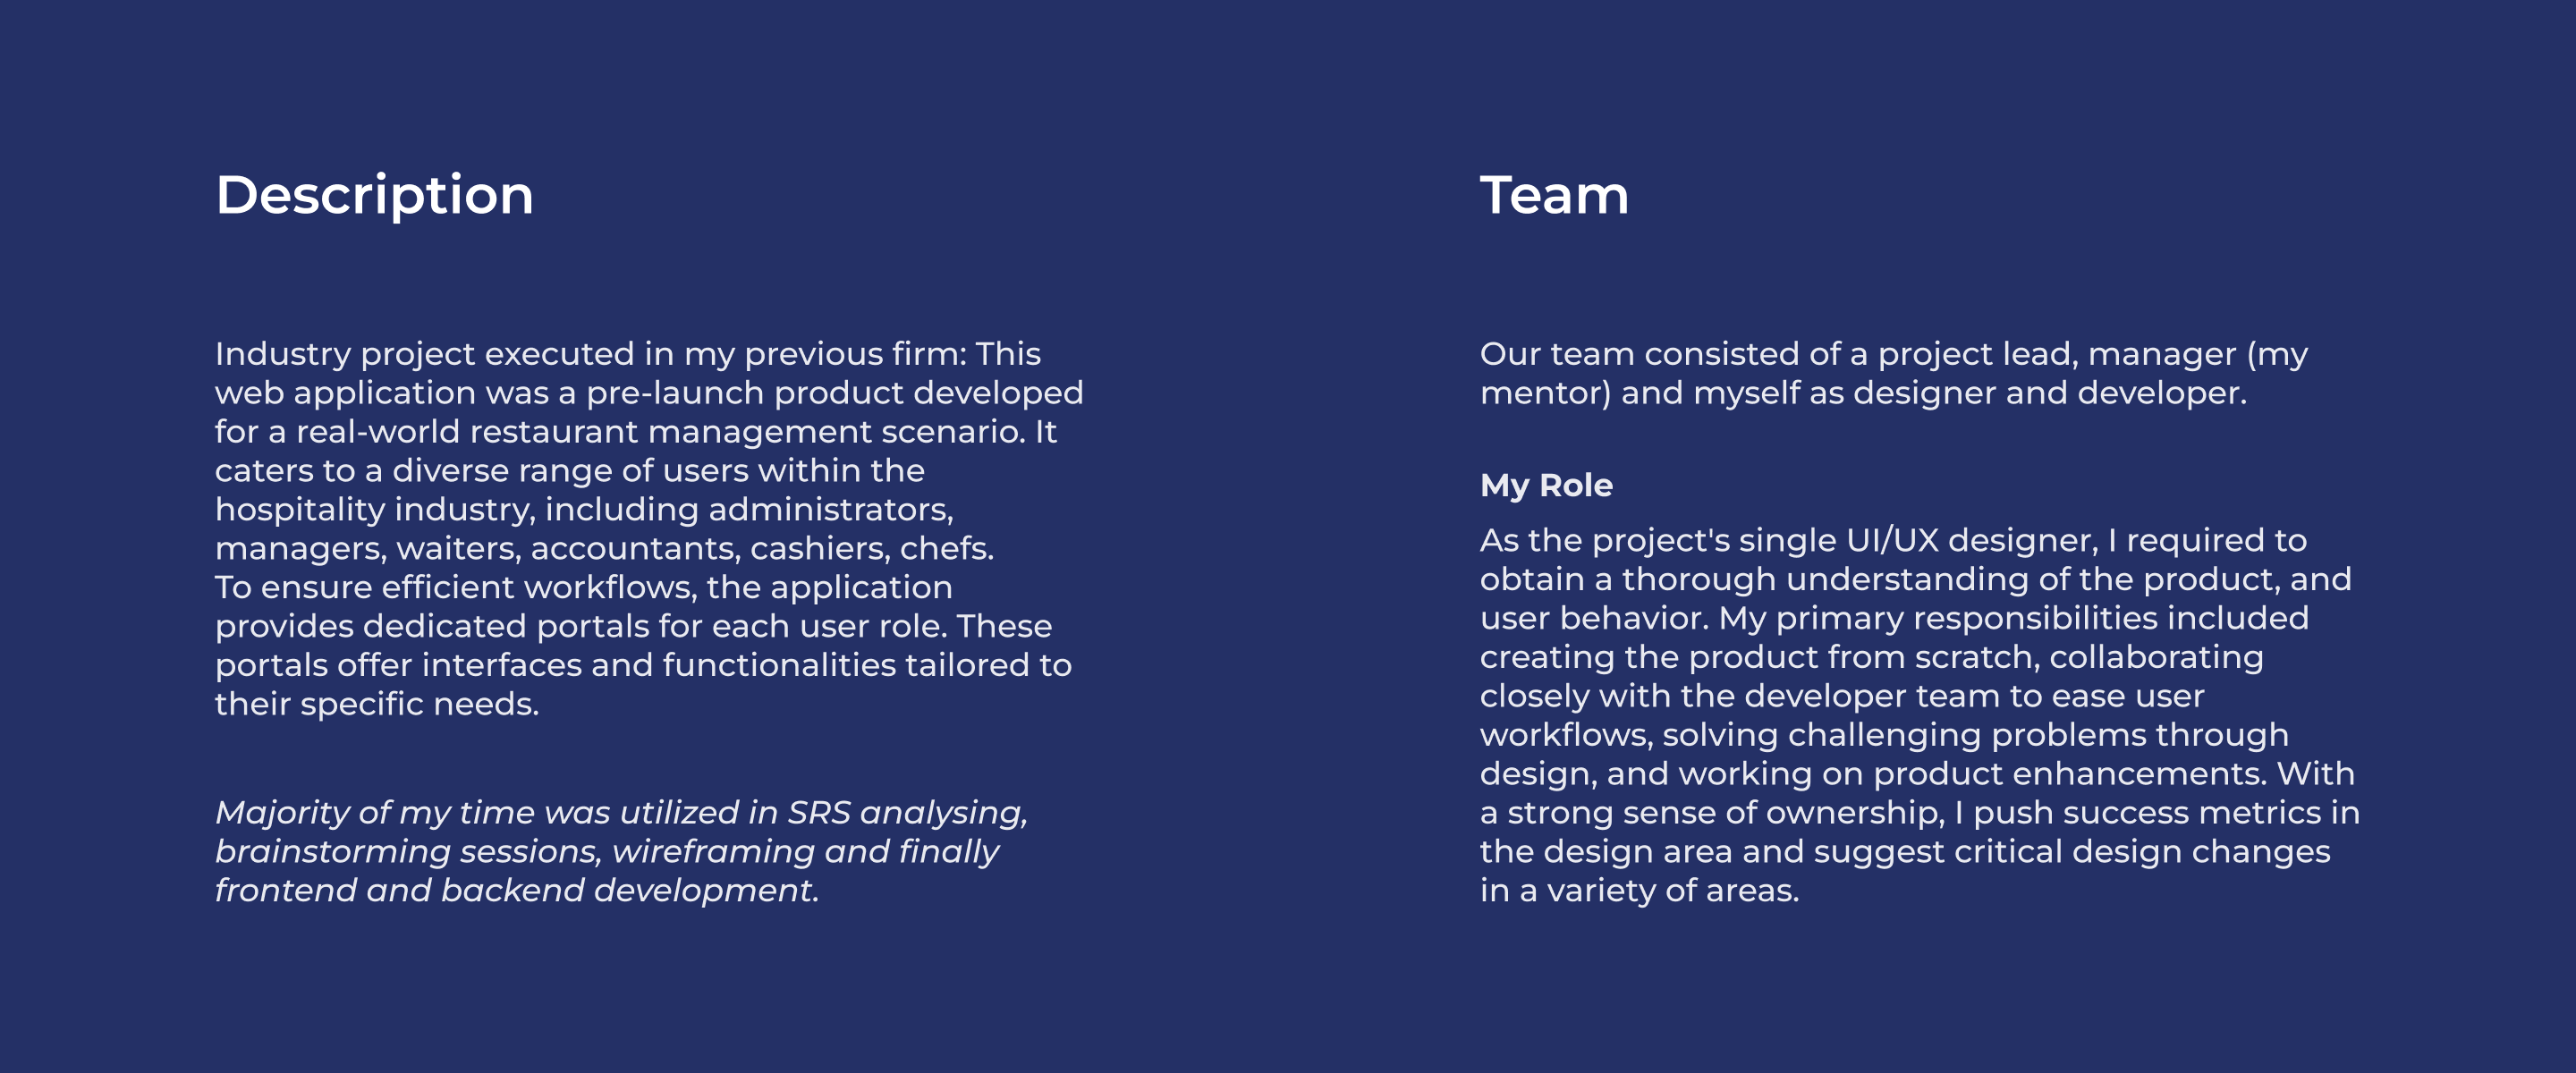 Description
Industry project executed in my previous firm: This
web application was a pre-launch product developed
for a real-world restaurant management scenario. It
caters to a diverse range of users within the
hospitality industry, including administrators,
managers, waiters, accountants, cashiers, chefs.
To ensure efficient workflows, the application
provides dedicated portals for each user role. These
portals offer interfaces and functionalities tailored to
their specific needs.
Majority of my time was utilized in SRS analysing,
brainstorming sessions, wireframing and finally
frontend and backend development.
Team
Our team consisted of a project lead, manager (my
mentor) and myself as designer and developer.
My Role
As the project's single UI/UX designer, I required to
obtain a thorough understanding of the product, and
user behavior. My primary responsibilities included
creating the product from scratch, collaborating
closely with the developer team to ease user
workflows, solving challenging problems through
design, and working on product enhancements. With
a strong sense of ownership, I push success metrics in
the design area and suggest critical design changes
in a variety of areas.